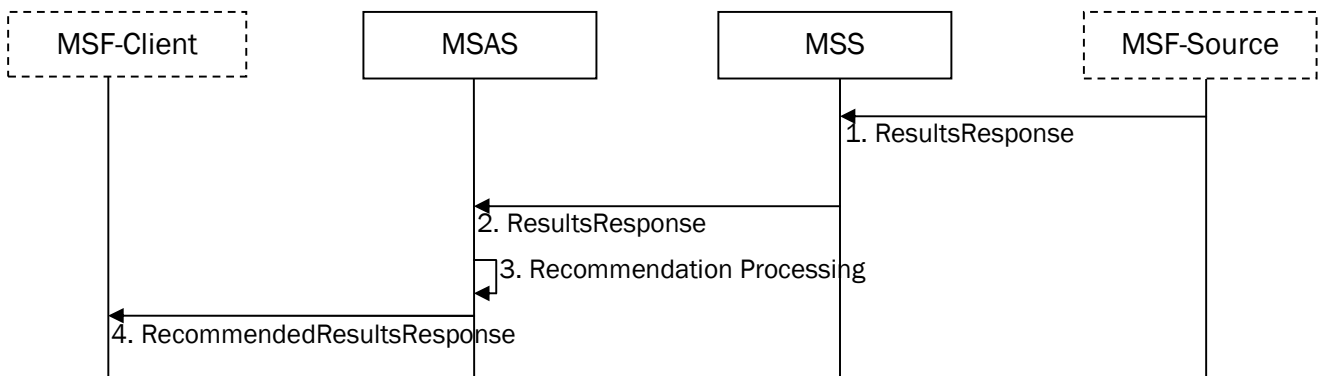 MSF-Client
MSAS
MSS
MSF-Source
1. ResultsResponse
2. ResultsResponse
3. Recommendation Processing
4. RecommendedResultsResponse